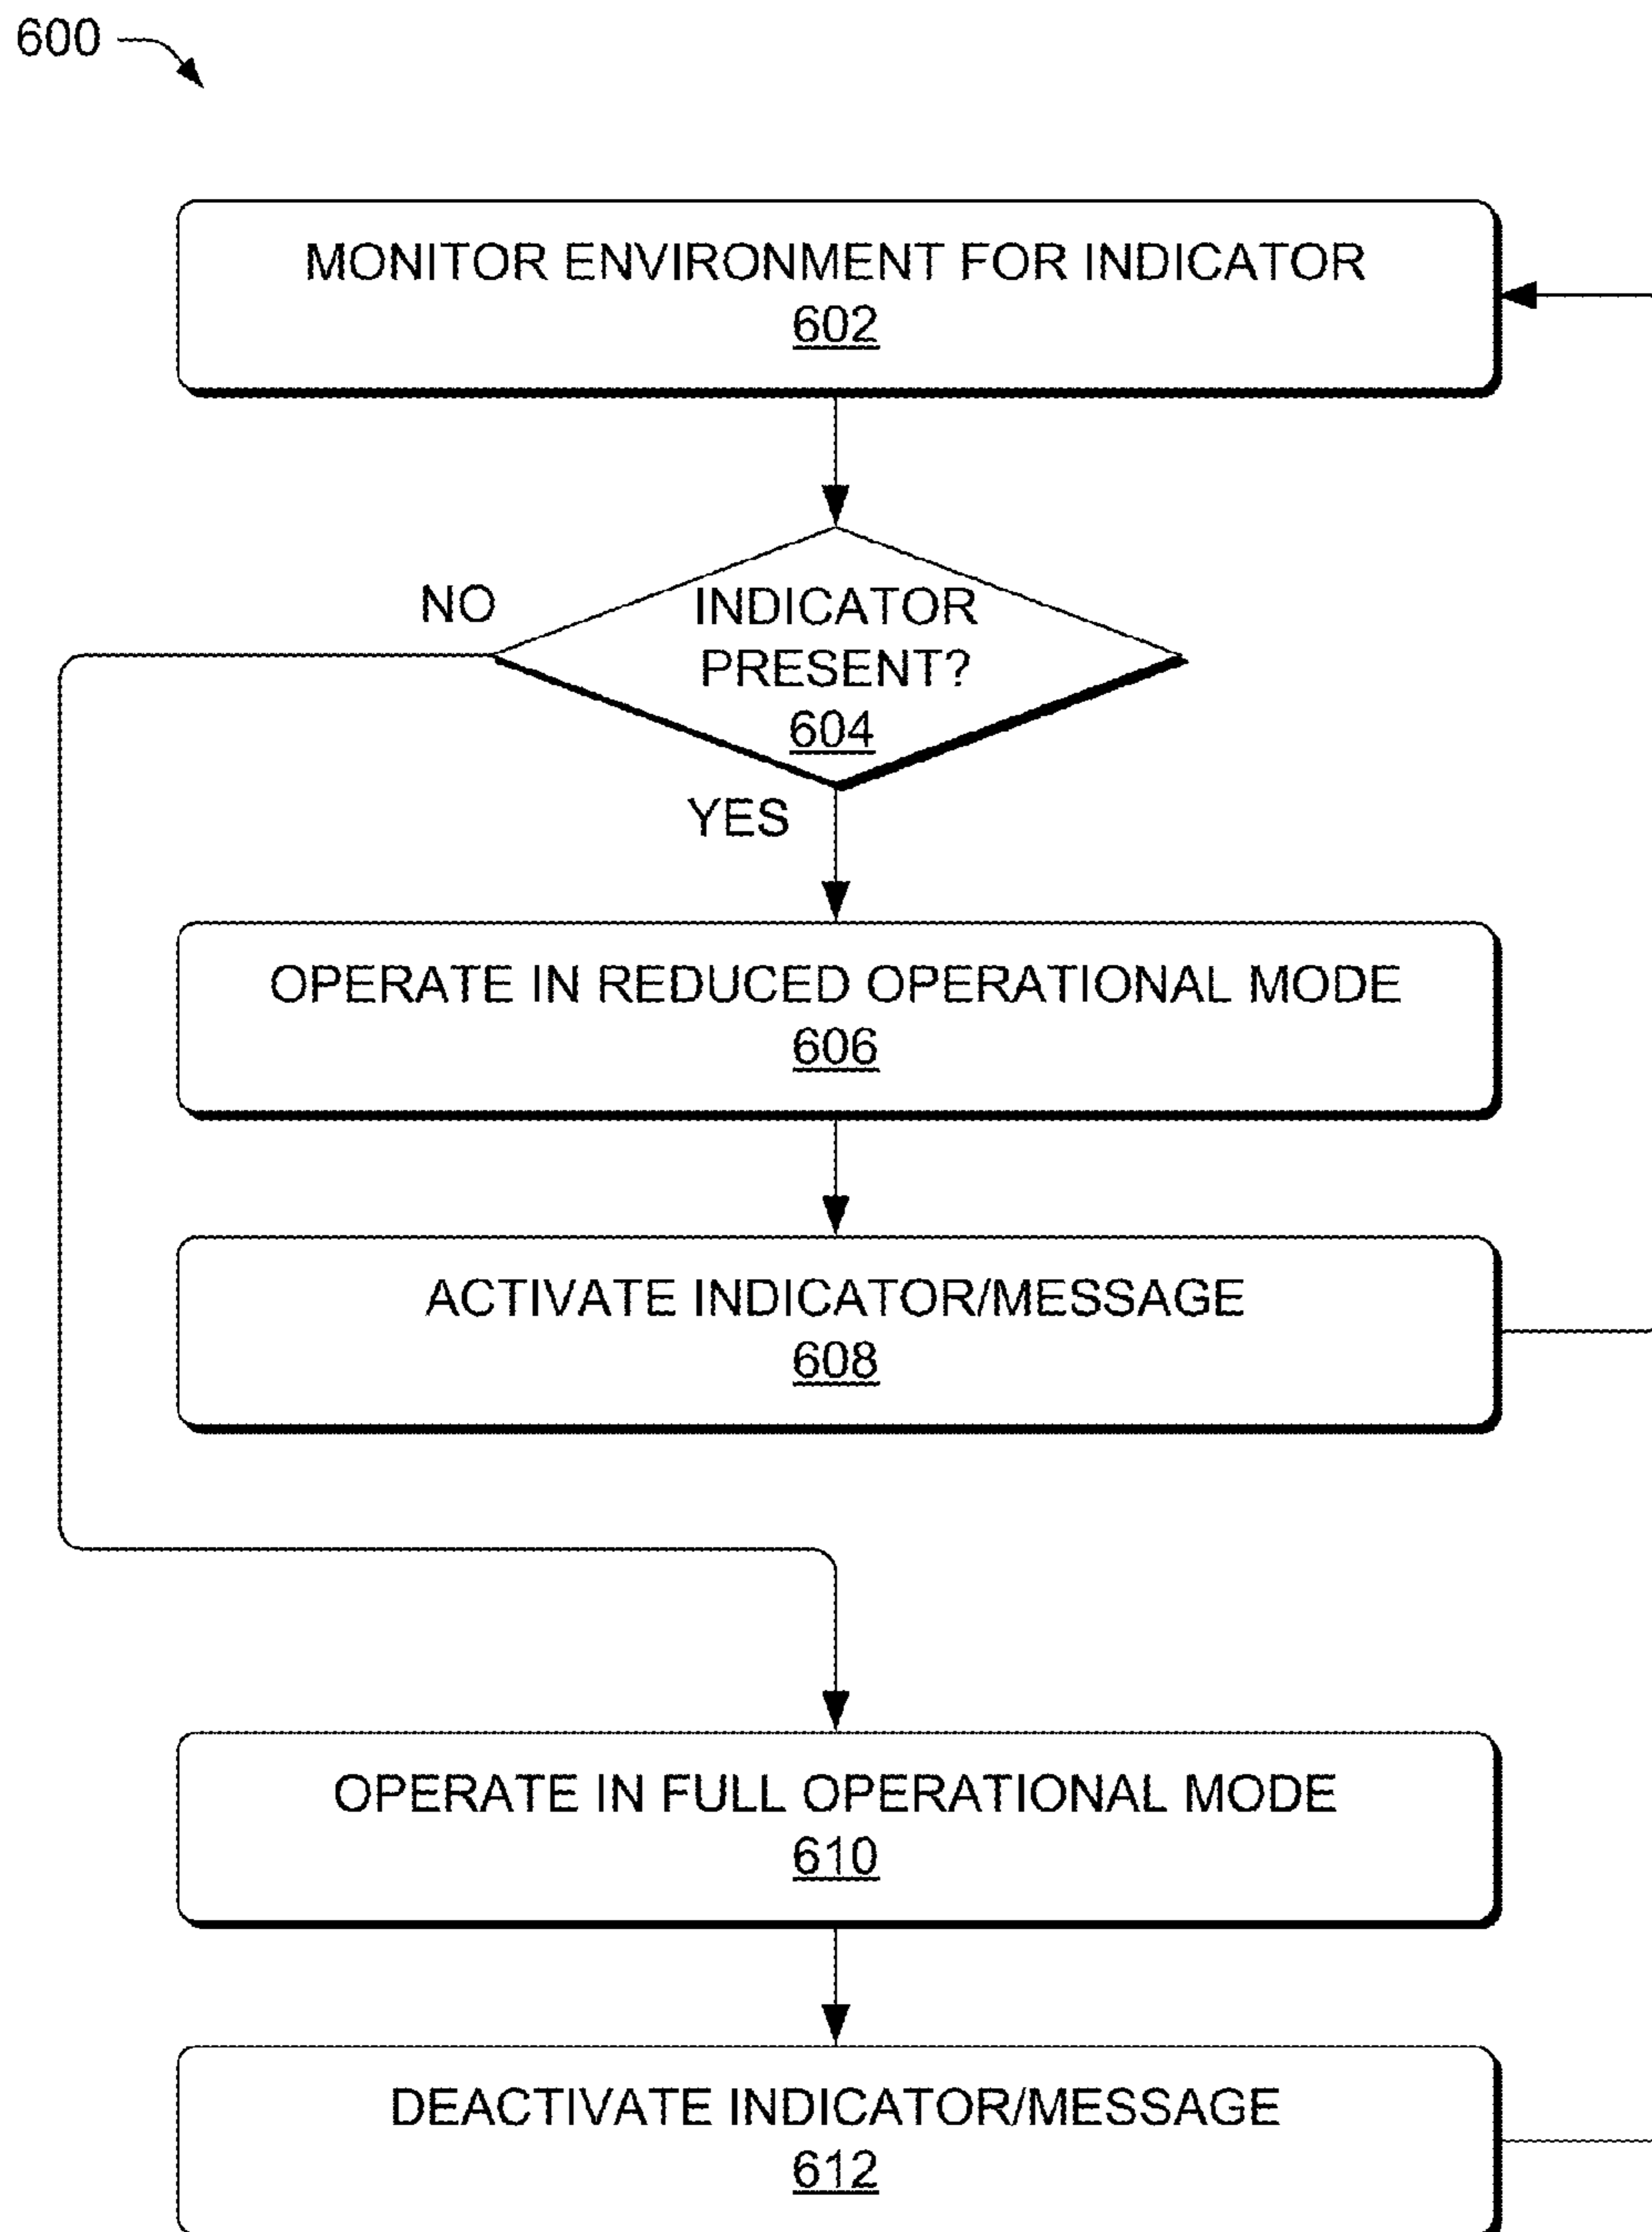 600
MONITOR ENVIRONMENT FOR INDICATOR
602
NO
INDICATOR
PRESENT?
604
YES
OPERATE IN REDUCED OPERATIONAL MODE
606
ACTIVATE INDICATOR/MESSAGE
608
OPERATE IN FULL OPERATIONAL MODE
610
DEACTIVATE INDICATOR/MESSAGE
612